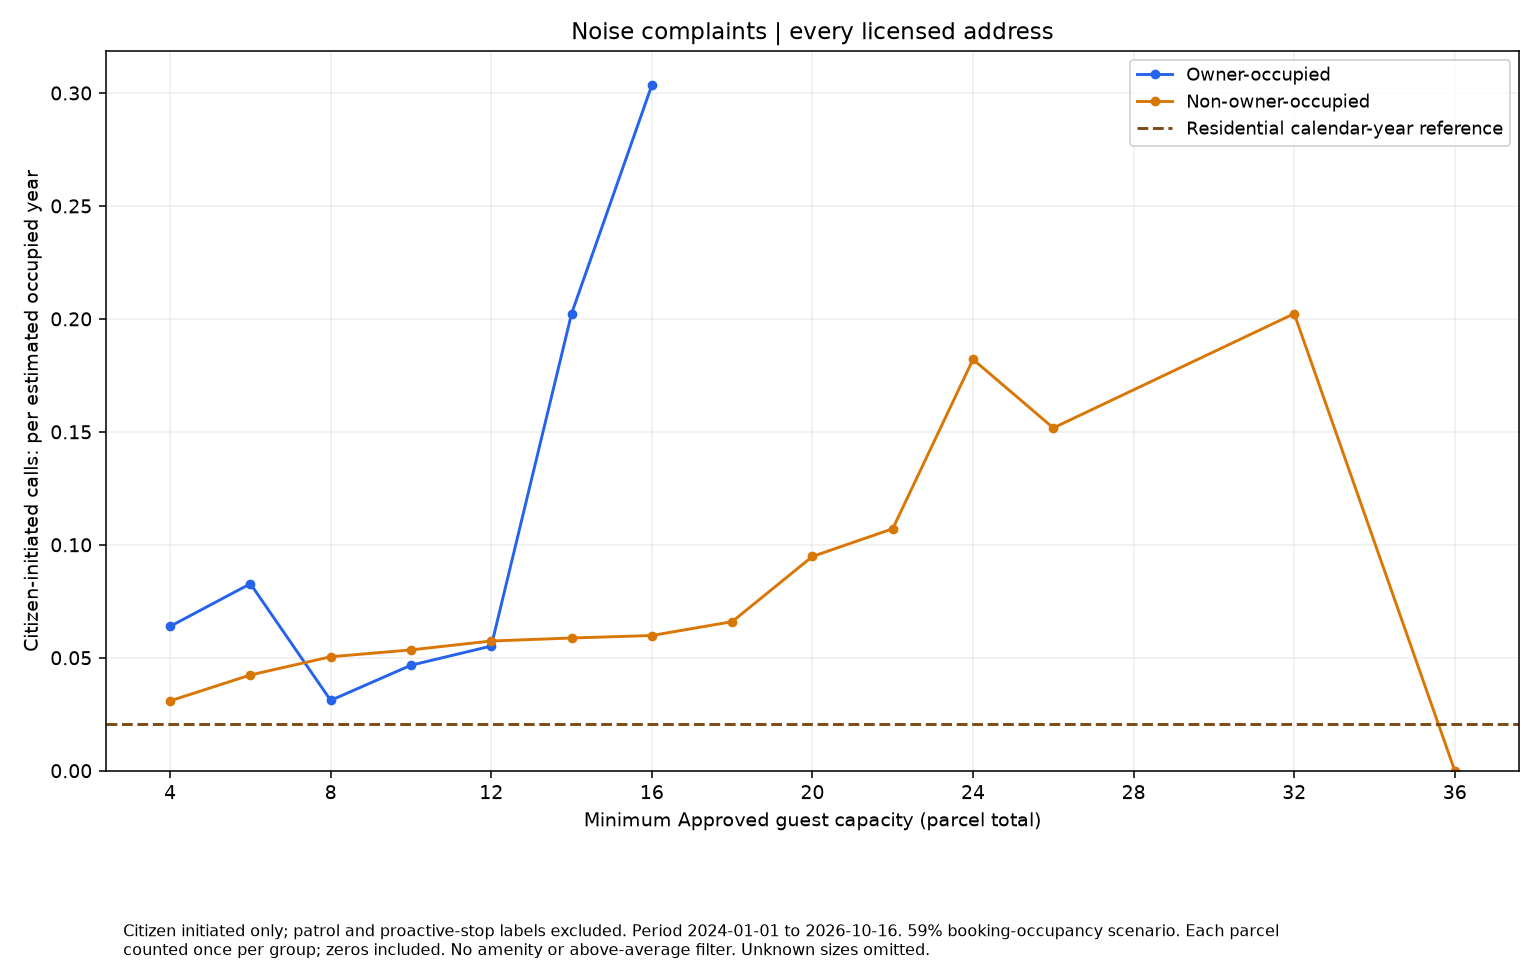 Noise complaints | every licensed address
Owner-occupied
Non-owner-occupied
Residential calendar-year reference
Citizen-initiated calls: per estimated occupied year
0.30
0.25
0.20
0.15
0.10
0.05
0.00
4 8 12 16 20 24 28 32 36
Minimum Approved guest capacity (parcel total)
Citizen initiated only; patrol and proactive-stop labels excluded. Period 2024-01-01 to 2026-10-16. 59% booking-occupancy scenario. Each parcel
counted once per group; zeros included. No amenity or above-average filter. Unknown sizes omitted.